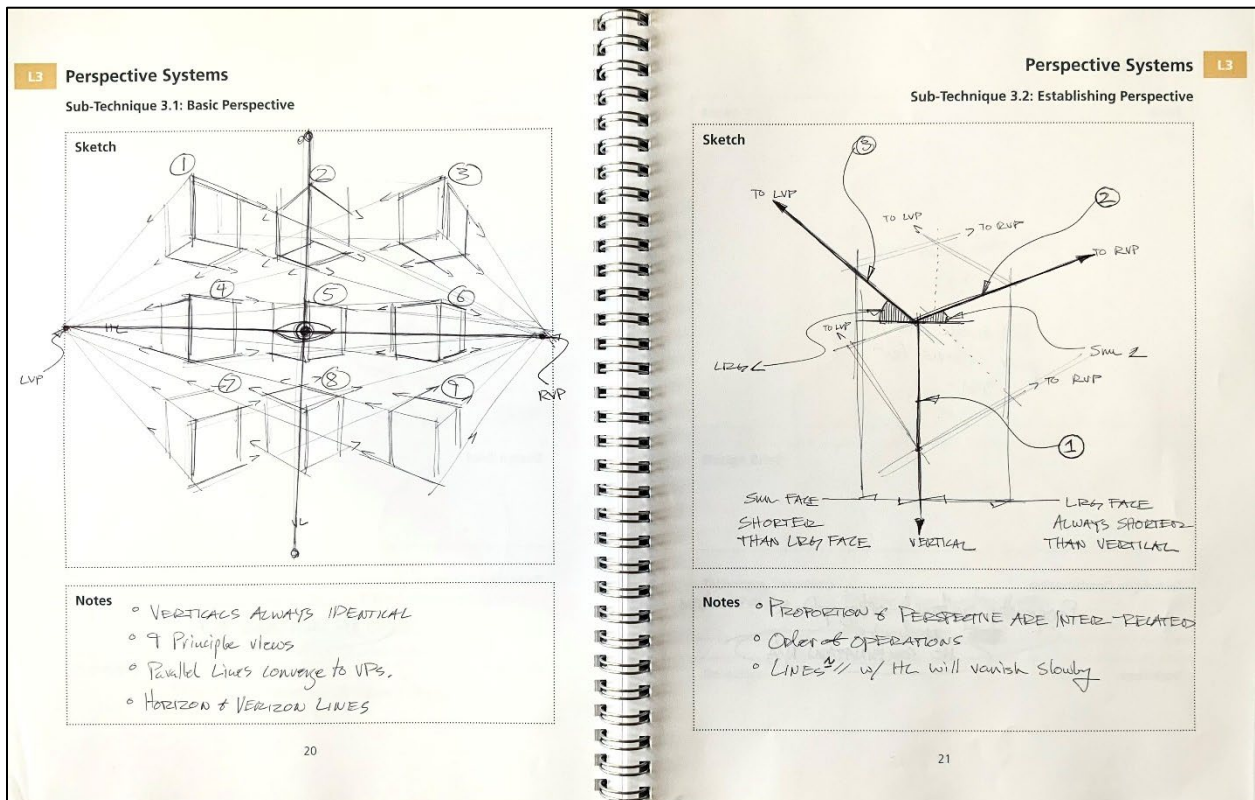 L3 Perspective Systems
Sub-Technique 3.1: Basic Perspective
Sketch
1
2
3
4
5
6
HL
LVP
RVP
7
8
9
VL
Notes
° VERTICALS ALWAYS IDENTICAL
° 9 Principle views
° Parallel Lines converge to VPs.
° HORIZON & VERIZON LINES
20
Perspective Systems L3
Sub-Technique 3.2: Establishing Perspective
Sketch
3
TO LVP
2
TO LVP
TO RVP
TO RVP
TO LVP
LRG ∠
SML ∠
TO RVP
1
SML FACE
SHORTER
THAN LRG FACE
VERTICAL
LRG FACE
ALWAYS SHORTER
THAN VERTICAL
Notes
° PROPORTION & PERSPECTIVE ARE INTER-RELATED
° Order of OPERATIONS
° LINES ~// w/ HL will vanish Slowly
21